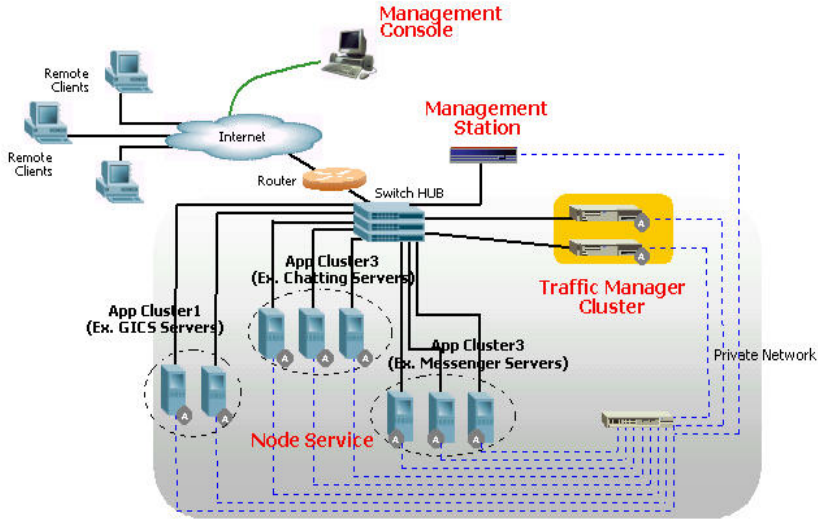 Management
Console
Remote
Clients
Internet
Management
Station
Remote
Clients
Router
Switch HUB
App Cluster3
(Ex. Chatting Servers)
Traffic Manager
Cluster
App Cluster1
(Ex. GICS Servers)
App Cluster3
(Ex. Messenger Servers)
Private Network
A
A
A
A
A
A
A
A
A
A
Node Service